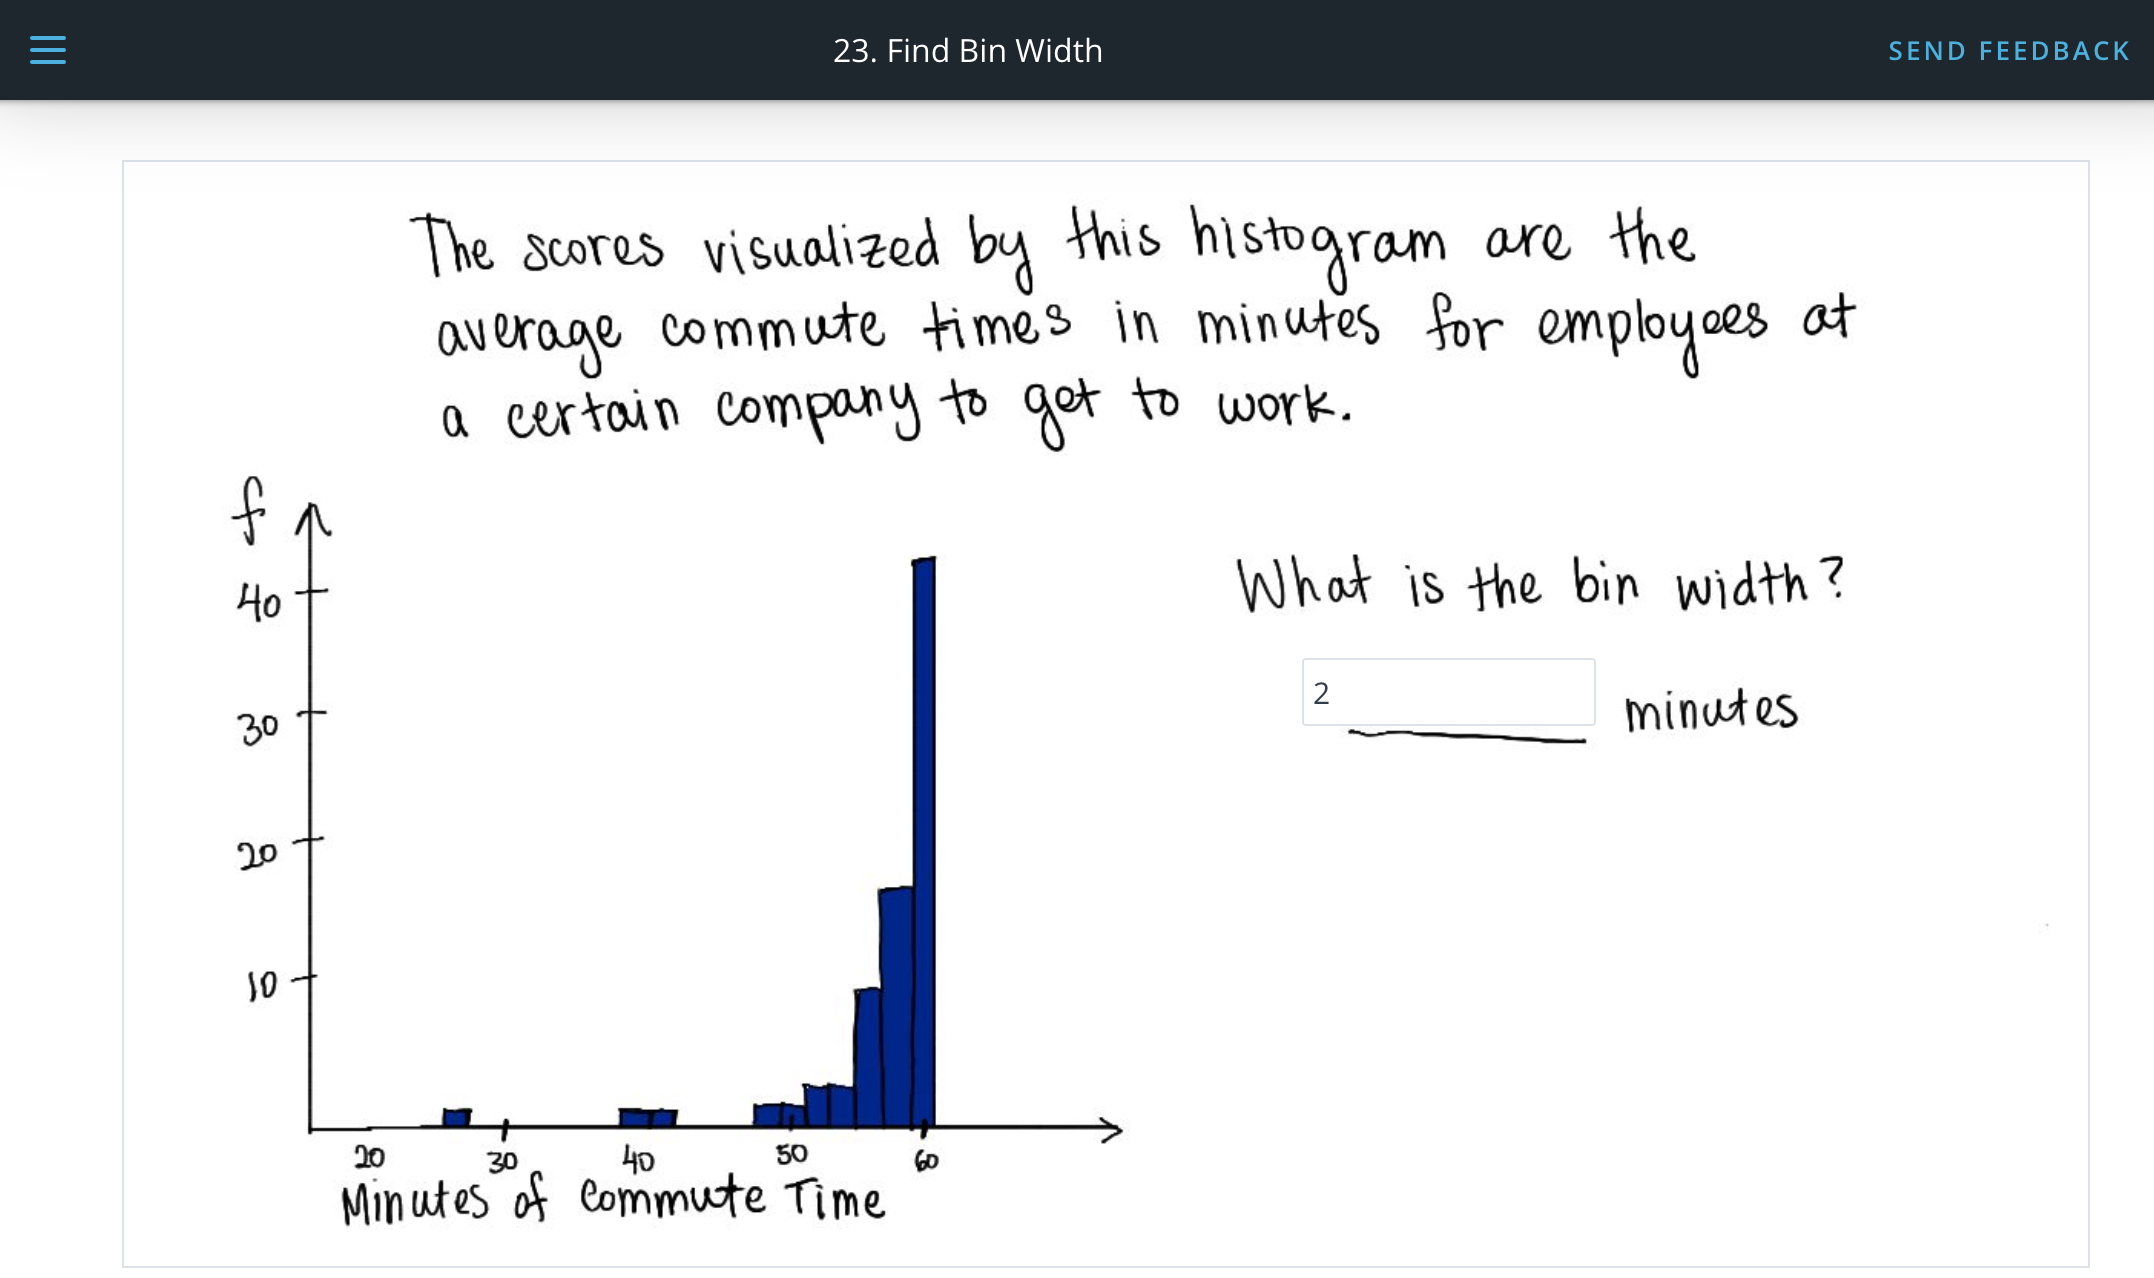 23. Find Bin Width
SEND FEEDBACK
The scores visualized by this histogram are the
average commute times in minutes for employees at
a certain company to get to work.
f
40
30
20
10
20 30 40 50 60
Minutes of Commute Time
What is the bin width?
2
minutes